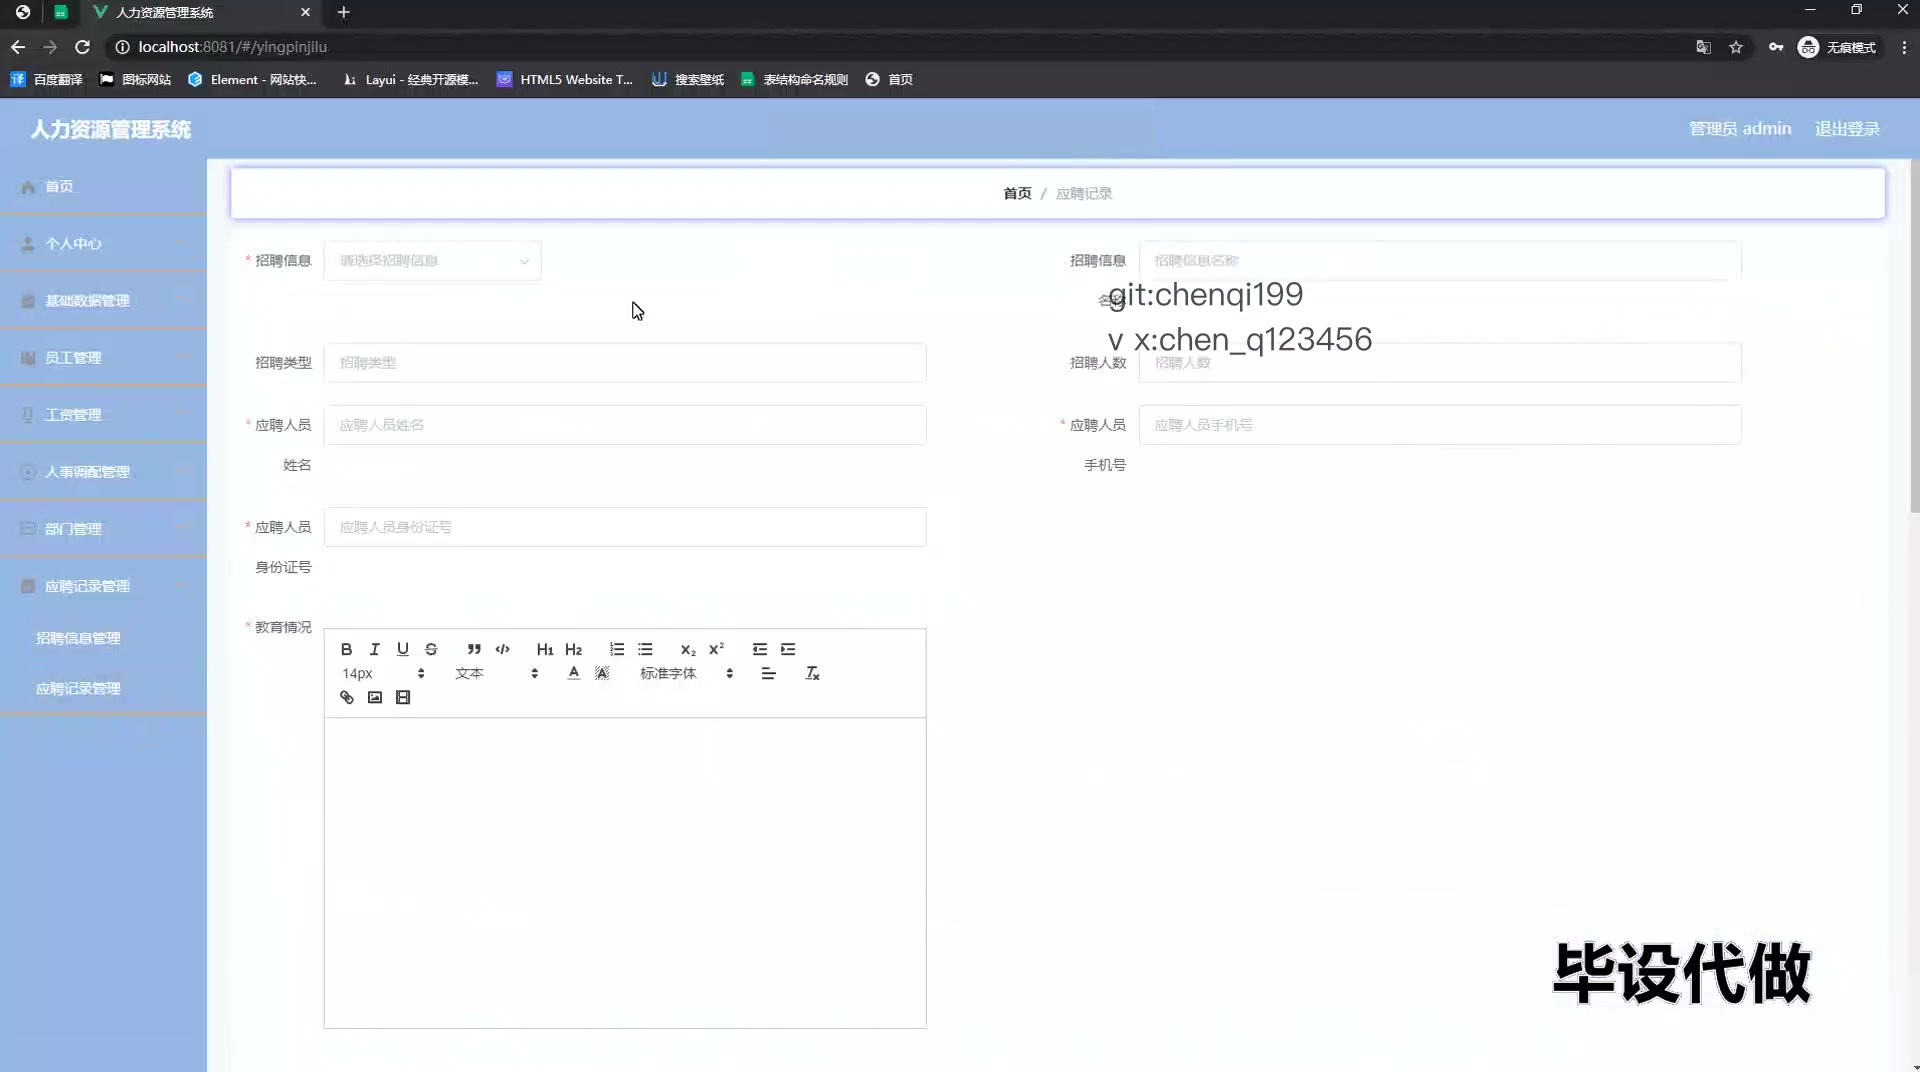 人力资源管理系统
localhost:8081/#/yingpinjilu
无痕模式
百度翻译
图标网站
Element - 网站快...
Layui - 经典开源模...
HTML5 Website T...
搜索壁纸
表结构命名规则
首页
人力资源管理系统
管理员 admin
退出登录
首页
个人中心
基础数据管理
员工管理
工资管理
人事调配管理
部门管理
应聘记录管理
招聘信息管理
应聘记录管理
首页 / 应聘记录
* 招聘信息
请选择招聘信息
招聘信息
名称
招聘信息名称
git:chenqi199
v x:chen_q123456
招聘类型
招聘类型
招聘人数
招聘人数
* 应聘人员
姓名
应聘人员姓名
* 应聘人员
手机号
应聘人员手机号
* 应聘人员
身份证号
应聘人员身份证号
* 教育情况
14px
文本
标准字体
毕设代做